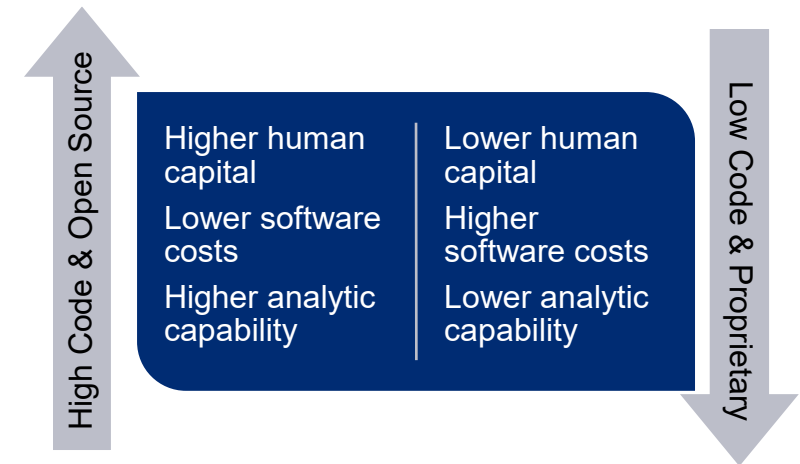 High Code & Open Source
Higher human
capital
Lower software
costs
Higher analytic
capability
Lower human
capital
Higher
software costs
Lower analytic
capability
Low Code & Proprietary